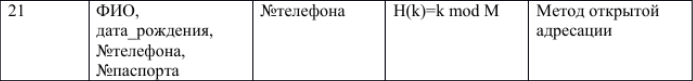 21 ФИО, №телефона H(k)=k mod M Метод открытой
дата_рождения, адресации
№телефона,
№паспорта